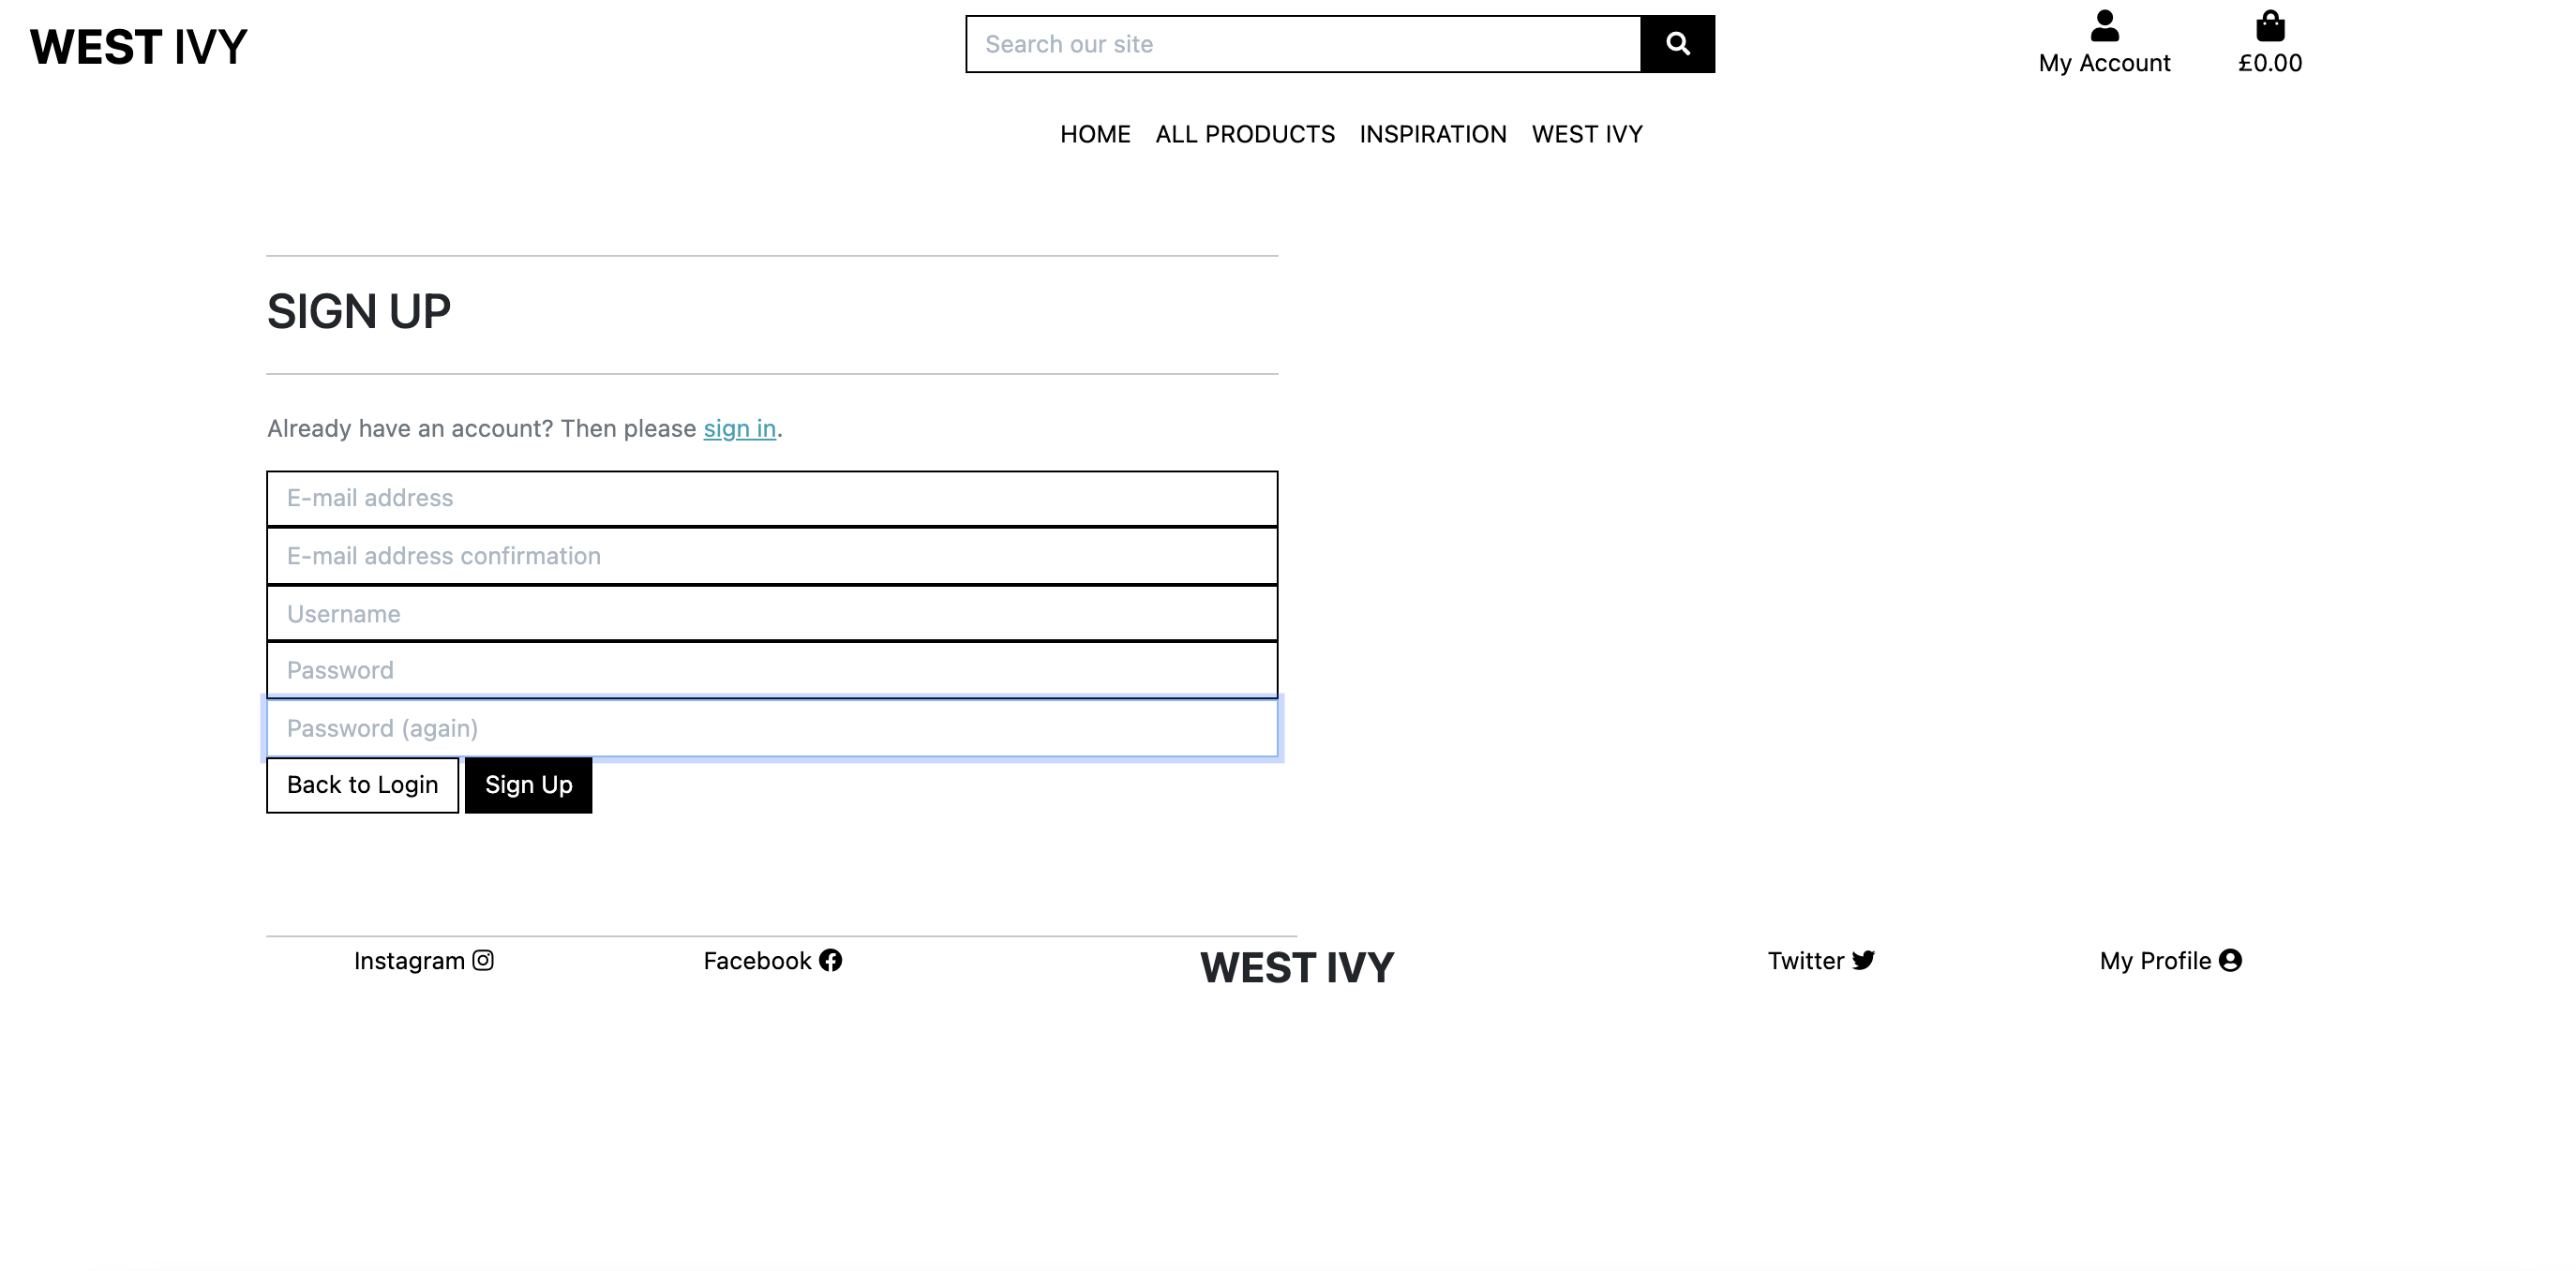 WEST IVY
Search our site
My Account
£0.00
HOME ALL PRODUCTS INSPIRATION WEST IVY
SIGN UP
Already have an account? Then please sign in.
E-mail address
E-mail address confirmation
Username
Password
Password (again)
Back to Login Sign Up
Instagram Facebook WEST IVY Twitter My Profile